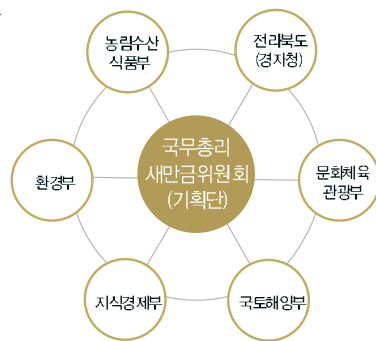 농림수산
식품부
전라북도
(경자청)
국무총리
새만금위원회
(기획단)
환경부
문화체육
관광부
지식경제부
국토해양부